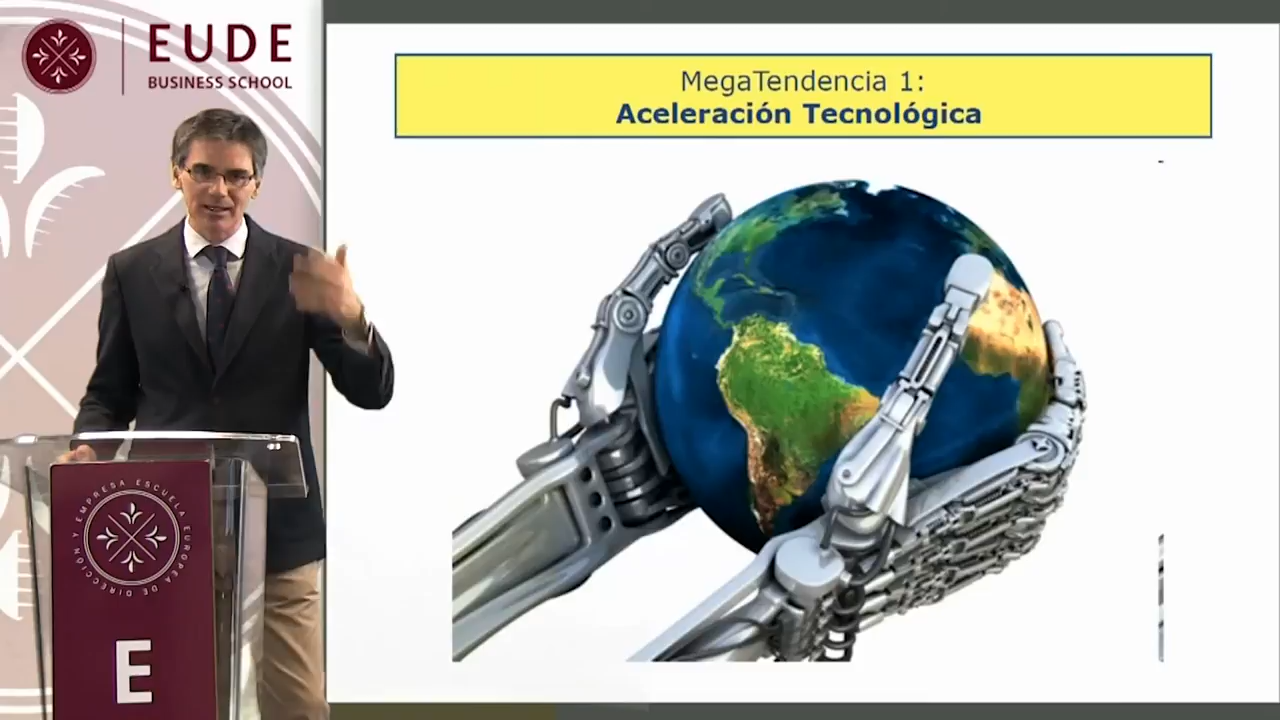 EUDE
BUSINESS SCHOOL
MegaTendencia 1:
Aceleración Tecnológica
ESCUELA EUROPEA DE DIRECCIÓN Y EMPRESA
E